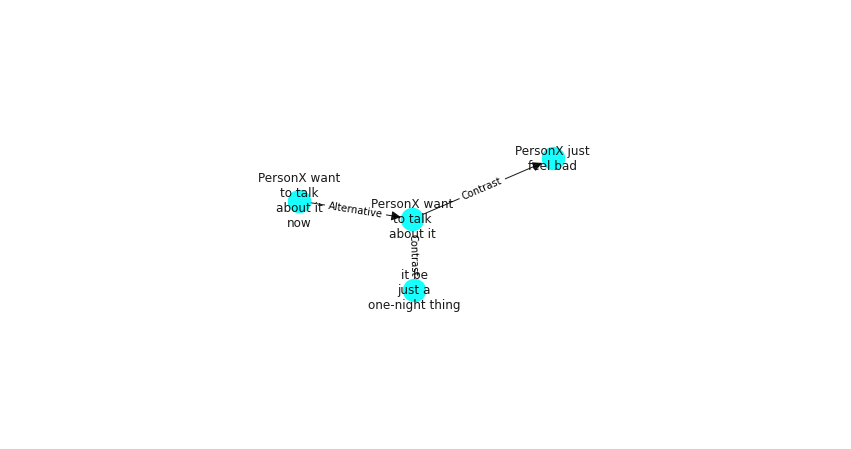 PersonX just
feel bad
Contrast
PersonX want
to talk
about it
now
Alternative
PersonX want
to talk
about it
Contrast
it be
just a
one-night thing